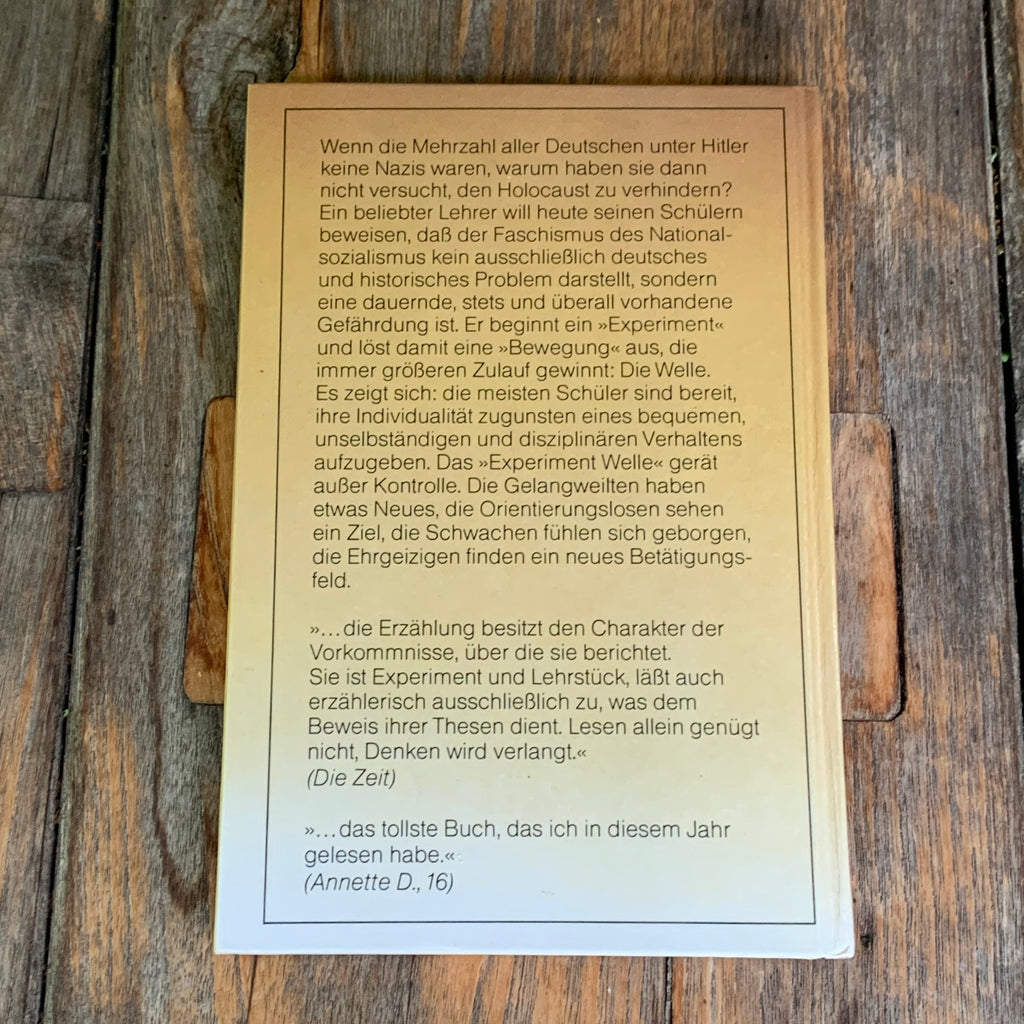 Wenn die Mehrzahl aller Deutschen unter Hitler
keine Nazis waren, warum haben sie dann
nicht versucht, den Holocaust zu verhindern?
Ein beliebter Lehrer will heute seinen Schülern
beweisen, daß der Faschismus des National-
sozialismus kein ausschließlich deutsches
und historisches Problem darstellt, sondern
eine dauernde, stets und überall vorhandene
Gefährdung ist. Er beginnt ein »Experiment«
und löst damit eine »Bewegung« aus, die
immer größeren Zulauf gewinnt: Die Welle.
Es zeigt sich: die meisten Schüler sind bereit,
ihre Individualität zugunsten eines bequemen,
unselbständigen und disziplinären Verhaltens
aufzugeben. Das »Experiment Welle« gerät
außer Kontrolle. Die Gelangweilten haben
etwas Neues, die Orientierungslosen sehen
ein Ziel, die Schwachen fühlen sich geborgen,
die Ehrgeizigen finden ein neues Betätigungs-
feld.
»...die Erzählung besitzt den Charakter der
Vorkommnisse, über die sie berichtet.
Sie ist Experiment und Lehrstück, läßt auch
erzählerisch ausschließlich zu, was dem
Beweis ihrer Thesen dient. Lesen allein genügt
nicht, Denken wird verlangt.«
(Die Zeit)
»...das tollste Buch, das ich in diesem Jahr
gelesen habe.«
(Annette D., 16)